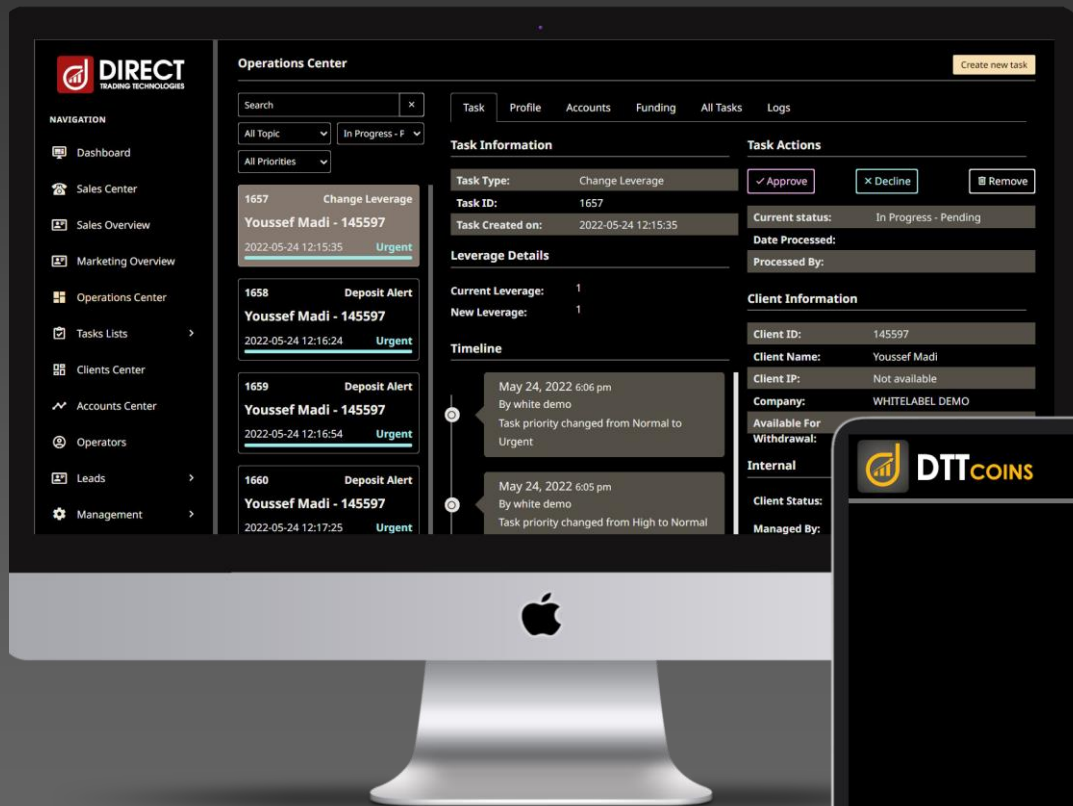 DIRECT
TRADING TECHNOLOGIES
NAVIGATION
Dashboard
Sales Center
Sales Overview
Marketing Overview
Operations Center
Tasks Lists
Clients Center
Accounts Center
Operators
Leads
Management
Operations Center
Create new task
Search
All Topic
In Progress - P
All Priorities
1657 Change Leverage
Youssef Madi - 145597
2022-05-24 12:15:35 Urgent
1658 Deposit Alert
Youssef Madi - 145597
2022-05-24 12:16:24 Urgent
1659 Deposit Alert
Youssef Madi - 145597
2022-05-24 12:16:54 Urgent
1660 Deposit Alert
Youssef Madi - 145597
2022-05-24 12:17:25 Urgent
Task Profile Accounts Funding All Tasks Logs
Task Information
Task Type: Change Leverage
Task ID: 1657
Task Created on: 2022-05-24 12:15:35
Leverage Details
Current Leverage: 1
New Leverage: 1
Timeline
May 24, 2022 6:06 pm
By white demo
Task priority changed from Normal to
Urgent
May 24, 2022 6:05 pm
By white demo
Task priority changed from High to Normal
Task Actions
Approve
Decline
Remove
Current status: In Progress - Pending
Date Processed:
Processed By:
Client Information
Client ID: 145597
Client Name: Youssef Madi
Client IP: Not available
Company: WHITELABEL DEMO
Available For
Withdrawal:
Internal
Client Status:
Managed By:
DTT COINS